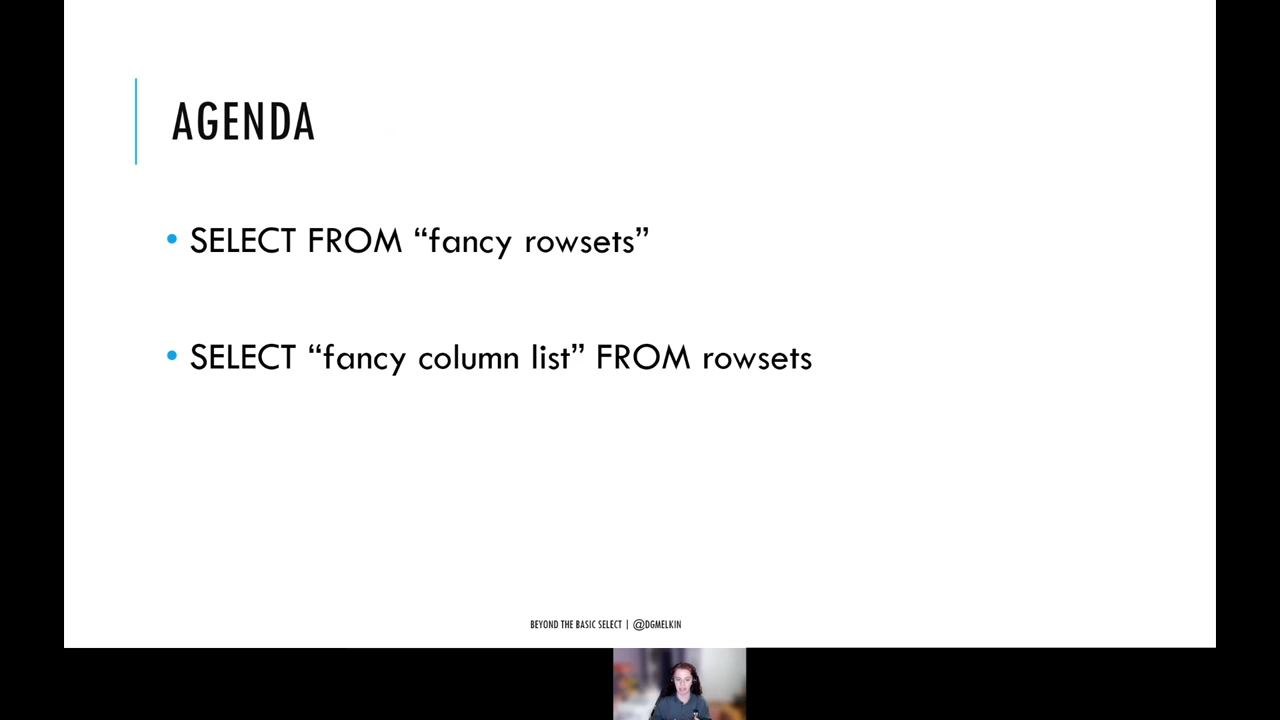 AGENDA
• SELECT FROM “fancy rowsets”
• SELECT “fancy column list” FROM rowsets
BEYOND THE BASIC SELECT | @DGMELKIN